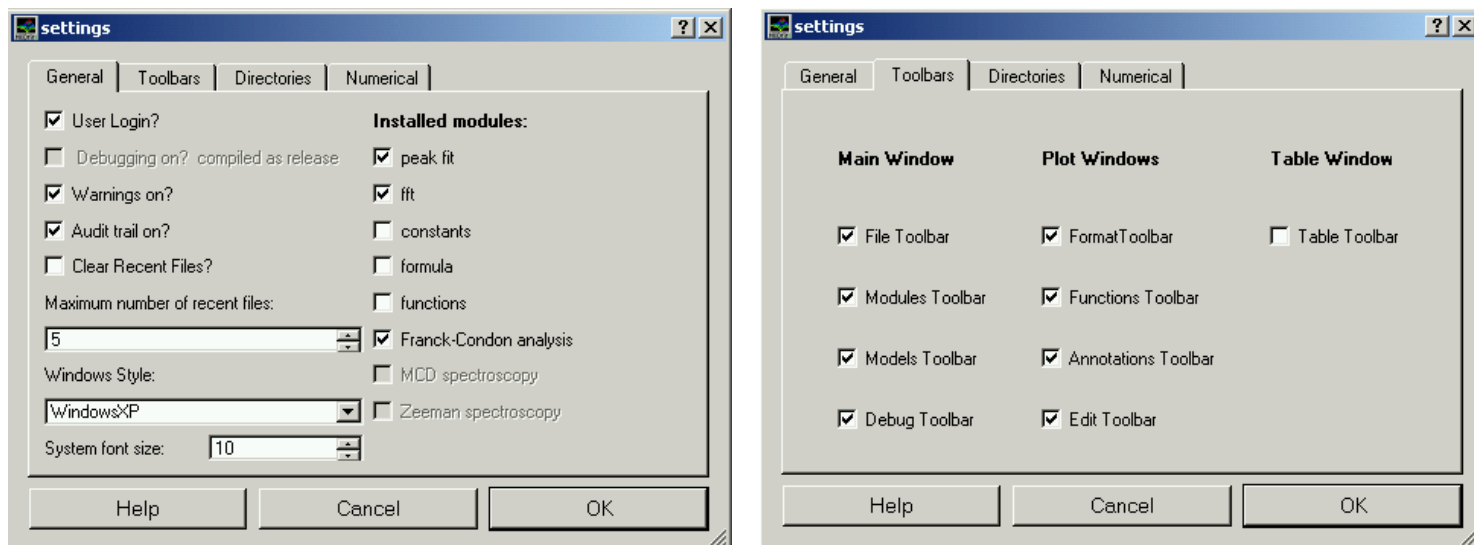 settings
General Toolbars Directories Numerical
User Login?
Debugging on? compiled as release
Warnings on?
Audit trail on?
Clear Recent Files?
Maximum number of recent files:
5
Windows Style:
WindowsXP
System font size: 10
Installed modules:
peak fit
fft
constants
formula
functions
Franck-Condon analysis
MCD spectroscopy
Zeeman spectroscopy
Help Cancel OK
settings
General Toolbars Directories Numerical
Main Window Plot Windows Table Window
File Toolbar FormatToolbar Table Toolbar
Modules Toolbar Functions Toolbar
Models Toolbar Annotations Toolbar
Debug Toolbar Edit Toolbar
Help Cancel OK